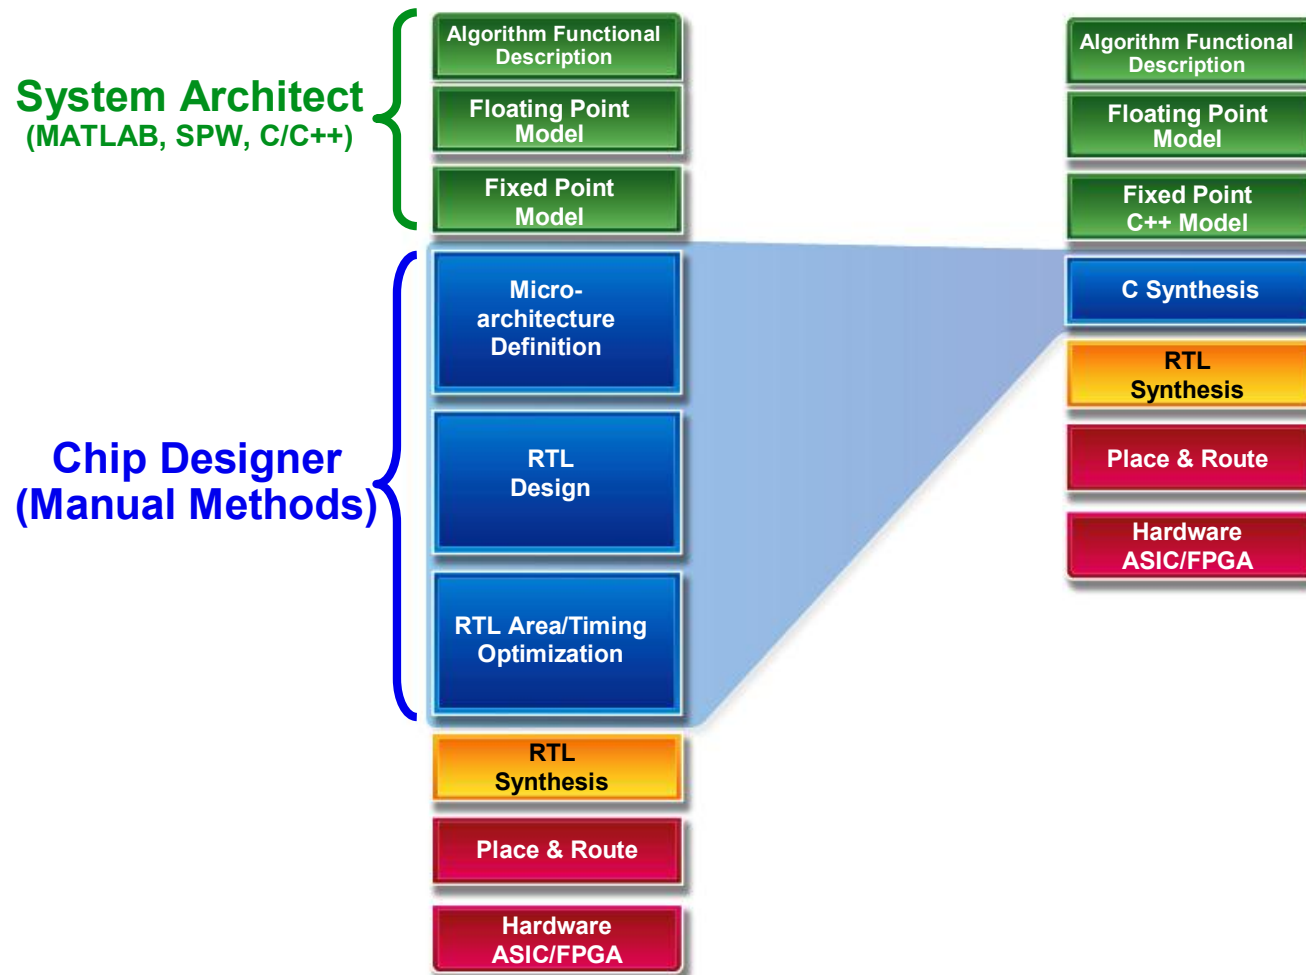 System Architect
(MATLAB, SPW, C/C++)
Chip Designer
(Manual Methods)
Algorithm Functional
Description
Floating Point
Model
Fixed Point
Model
Micro-
architecture
Definition
RTL
Design
RTL Area/Timing
Optimization
RTL
Synthesis
Place & Route
Hardware
ASIC/FPGA
Algorithm Functional
Description
Floating Point
Model
Fixed Point
C++ Model
C Synthesis
RTL
Synthesis
Place & Route
Hardware
ASIC/FPGA